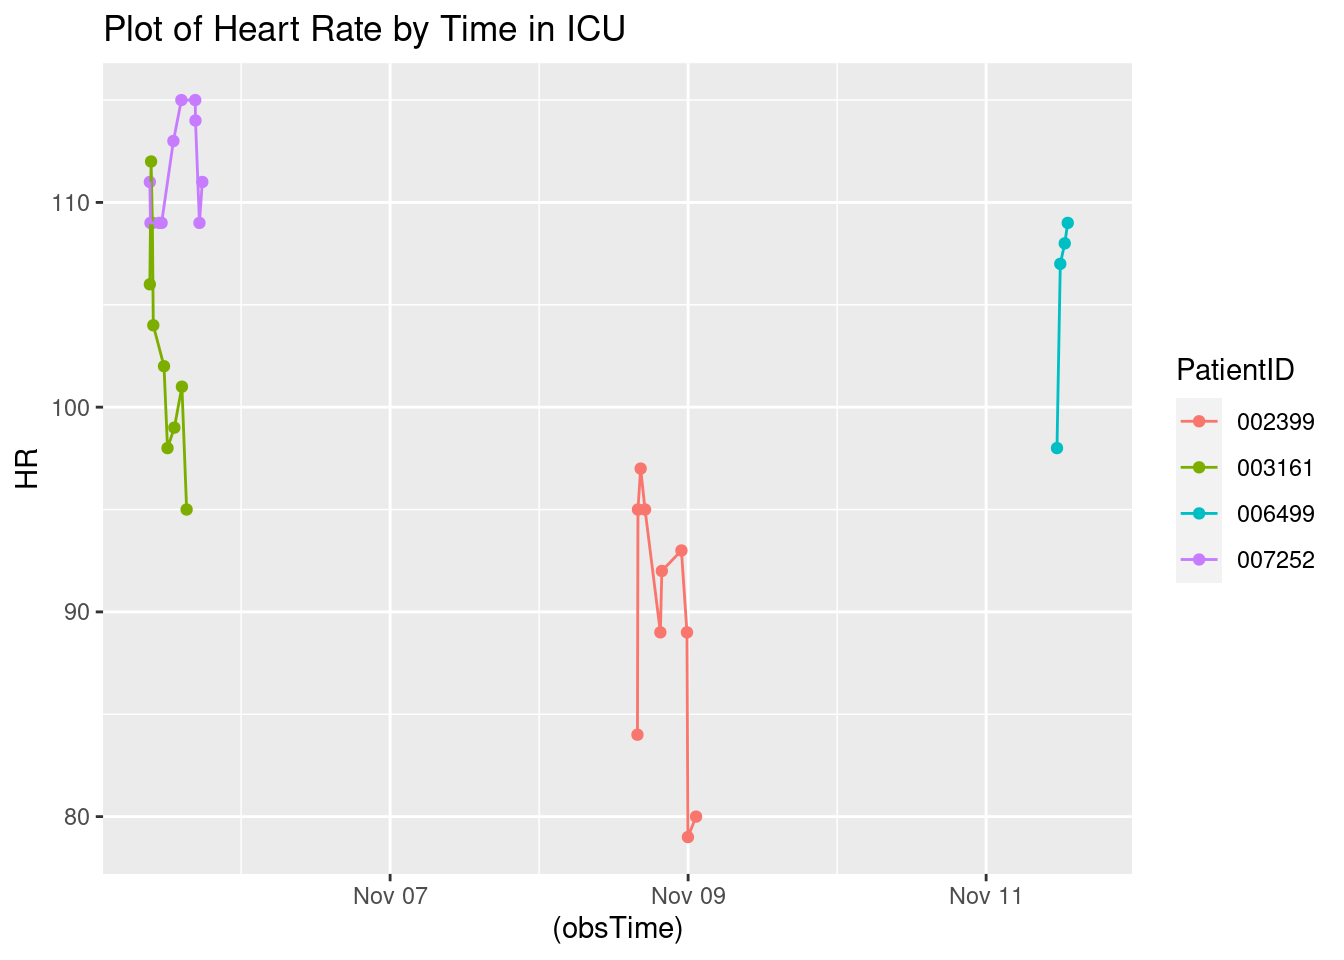 Plot of Heart Rate by Time in ICU
HR
110
100
90
80
Nov 07 Nov 09 Nov 11
(obsTime)
PatientID
002399
003161
006499
007252